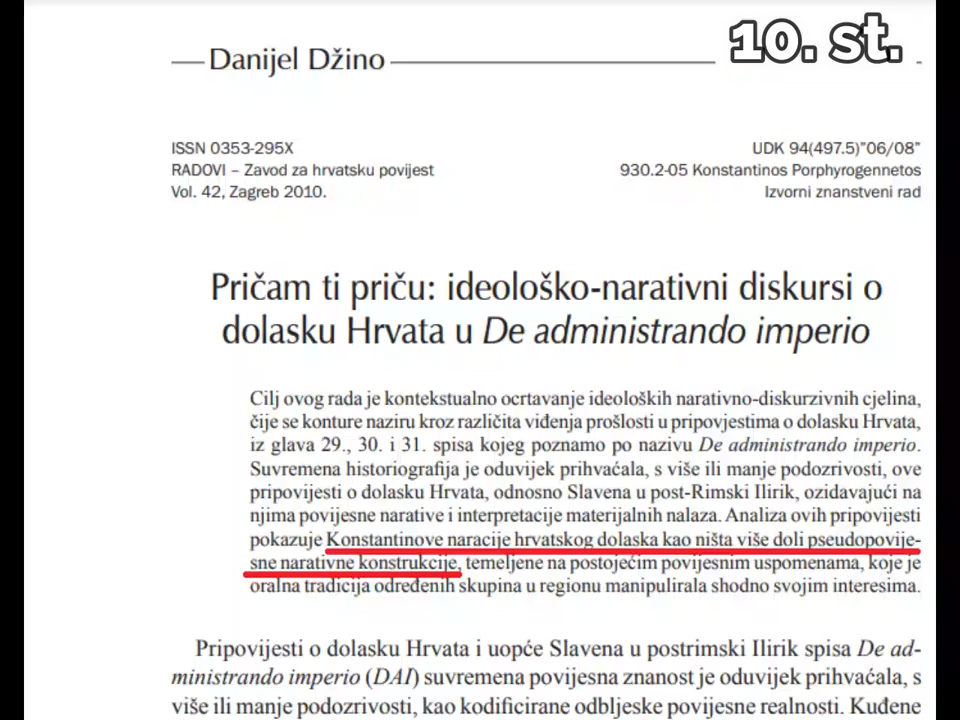 10. st.
Danijel Džino
ISSN 0353-295X
RADOVI – Zavod za hrvatsku povijest
Vol. 42, Zagreb 2010.
UDK 94(497.5)"06/08"
930.2-05 Konstantinos Porphyrogennetos
Izvorni znanstveni rad
Pričam ti priču: ideološko-narativni diskursi o
dolasku Hrvata u De administrando imperio
Cilj ovog rada je kontekstualno ocrtavanje ideoloških narativno-diskurzivnih cjelina,
čije se konture naziru kroz različita viđenja prošlosti u pripovjestima o dolasku Hrvata,
iz glava 29., 30. i 31. spisa kojeg poznamo po nazivu De administrando imperio.
Suvremena historiografija je oduvijek prihvaćala, s više ili manje podozrivosti, ove
pripovijesti o dolasku Hrvata, odnosno Slavena u post-Rimski Ilirik, ozidavajući na
njima povijesne narative i interpretacije materijalnih nalaza. Analiza ovih pripovijesti
pokazuje Konstantinove naracije hrvatskog dolaska kao ništa više doli pseudopovije-
sne narativne konstrukcije, temeljene na postojećim povijesnim uspomenama, koje je
oralna tradicija određenih skupina u regionu manipulirala shodno svojim interesima.
Pripovijesti o dolasku Hrvata i uopće Slavena u postrimski Ilirik spisa De ad-
ministrando imperio (DAI) suvremena povijesna znanost je oduvijek prihvaćala, s
više ili manje podozrivosti, kao kodificirane odbljeske povijesne realnosti. Kuđene